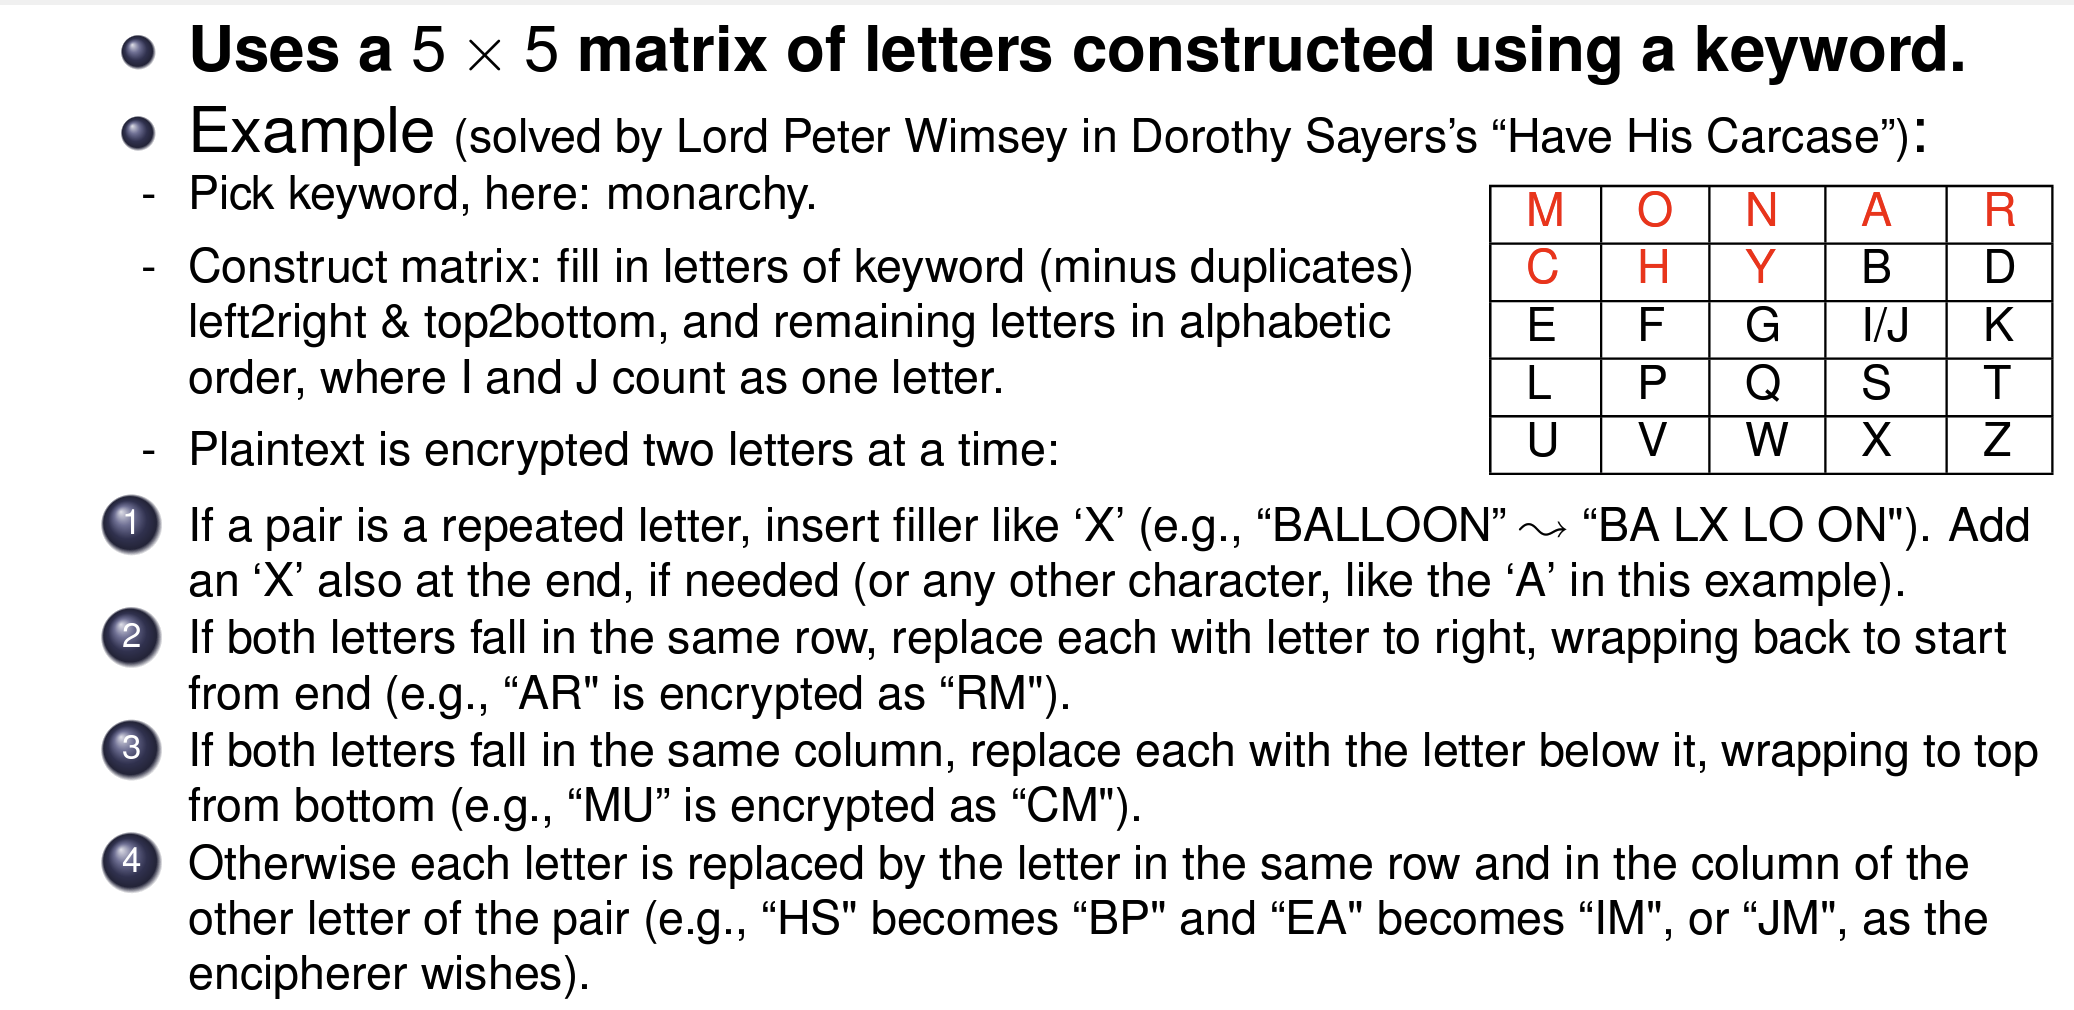 Uses a 5 × 5 matrix of letters constructed using a keyword.
Example (solved by Lord Peter Wimsey in Dorothy Sayers’s “Have His Carcase”):
- Pick keyword, here: monarchy.
- Construct matrix: fill in letters of keyword (minus duplicates)
left2right & top2bottom, and remaining letters in alphabetic
order, where I and J count as one letter.
- Plaintext is encrypted two letters at a time:
M O N A R
C H Y B D
E F G I/J K
L P Q S T
U V W X Z
1 If a pair is a repeated letter, insert filler like ‘X’ (e.g., “BALLOON” ⤳ “BA LX LO ON"). Add
an ‘X’ also at the end, if needed (or any other character, like the ‘A’ in this example).
2 If both letters fall in the same row, replace each with letter to right, wrapping back to start
from end (e.g., “AR" is encrypted as “RM").
3 If both letters fall in the same column, replace each with the letter below it, wrapping to top
from bottom (e.g., “MU” is encrypted as “CM").
4 Otherwise each letter is replaced by the letter in the same row and in the column of the
other letter of the pair (e.g., “HS" becomes “BP" and “EA" becomes “IM", or “JM", as the
encipherer wishes).